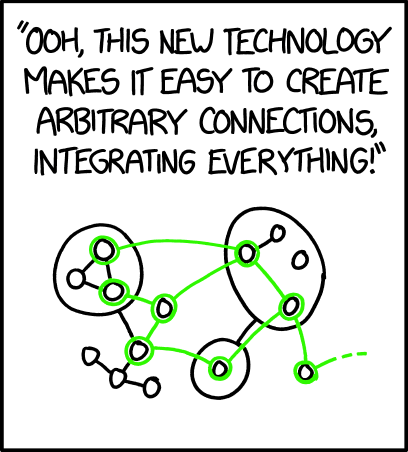 "OOH, THIS NEW TECHNOLOGY
MAKES IT EASY TO CREATE
ARBITRARY CONNECTIONS,
INTEGRATING EVERYTHING!"